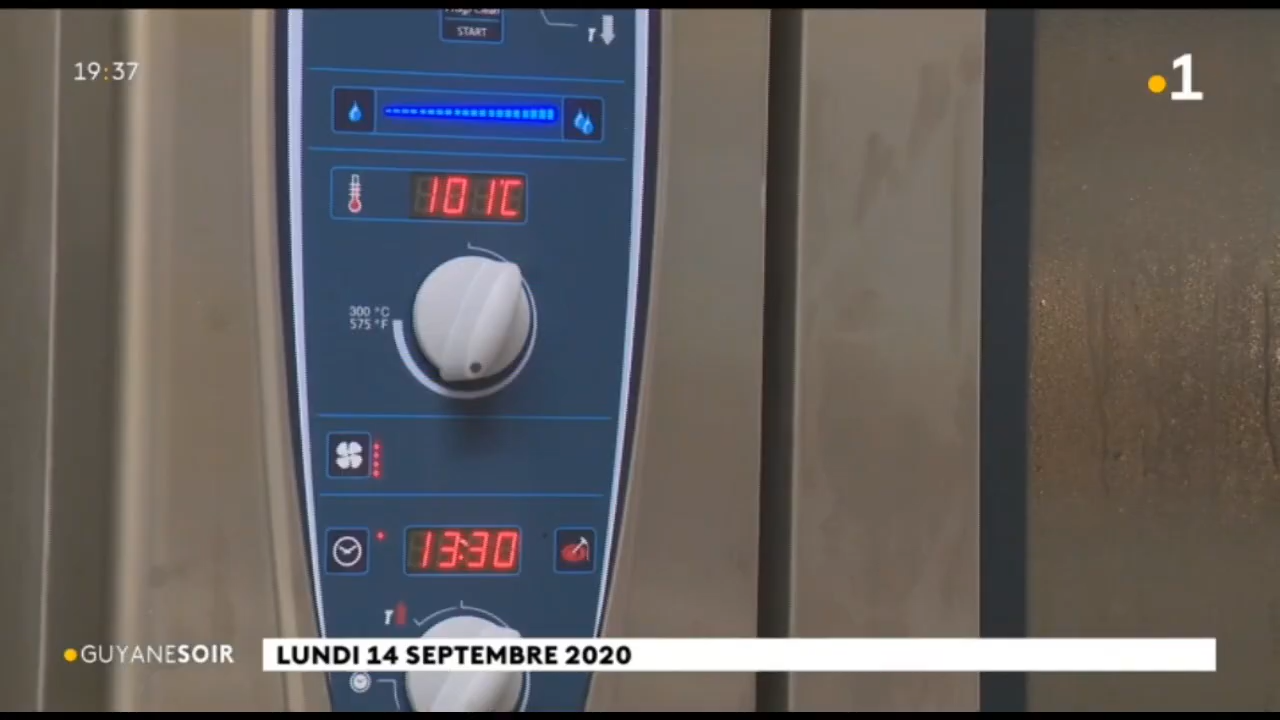 START
19:37
1
101℃
300 °C
575 °F
13:30
GUYANESOIR
LUNDI 14 SEPTEMBRE 2020